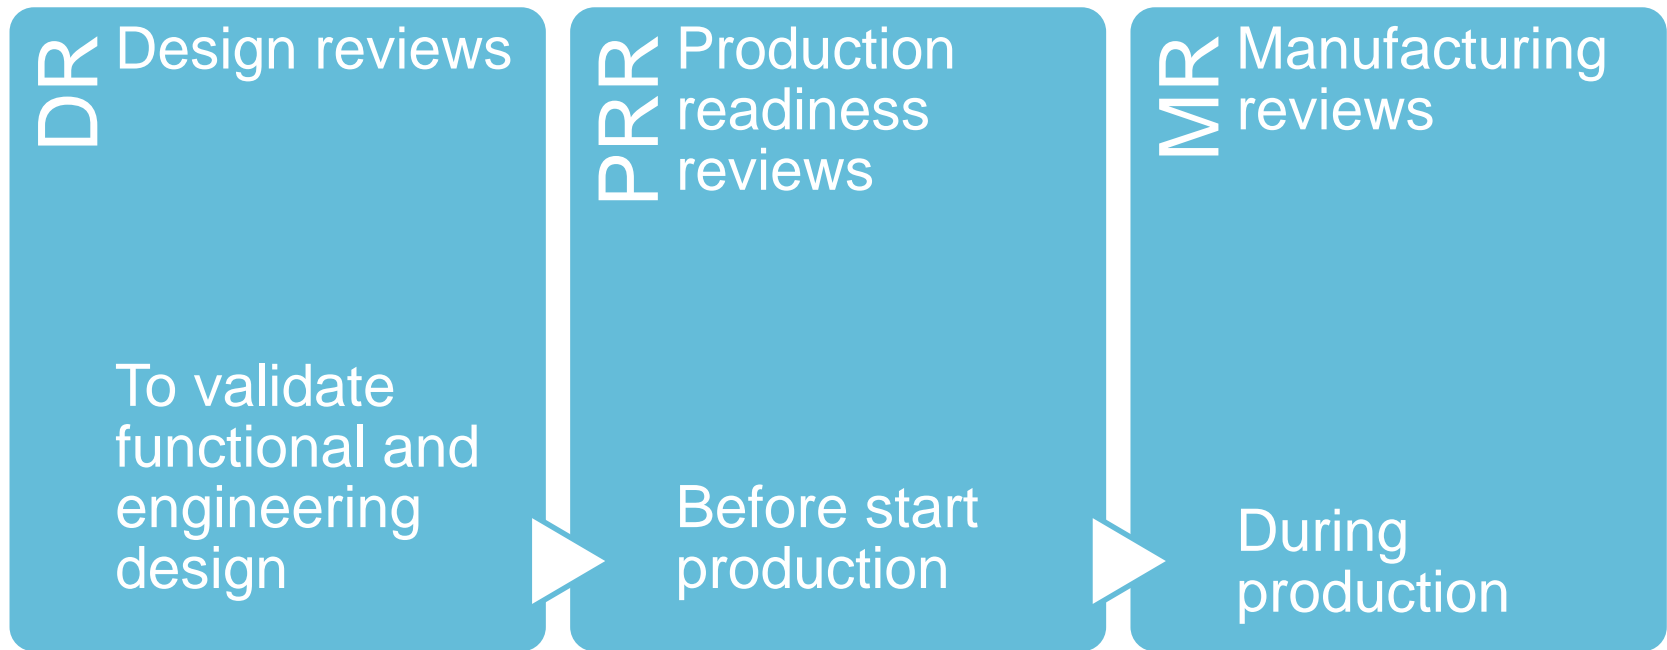 DR
Design reviews
To validate
functional and
engineering
design
PRR
Production
readiness
reviews
Before start
production
MR
Manufacturing
reviews
During
production